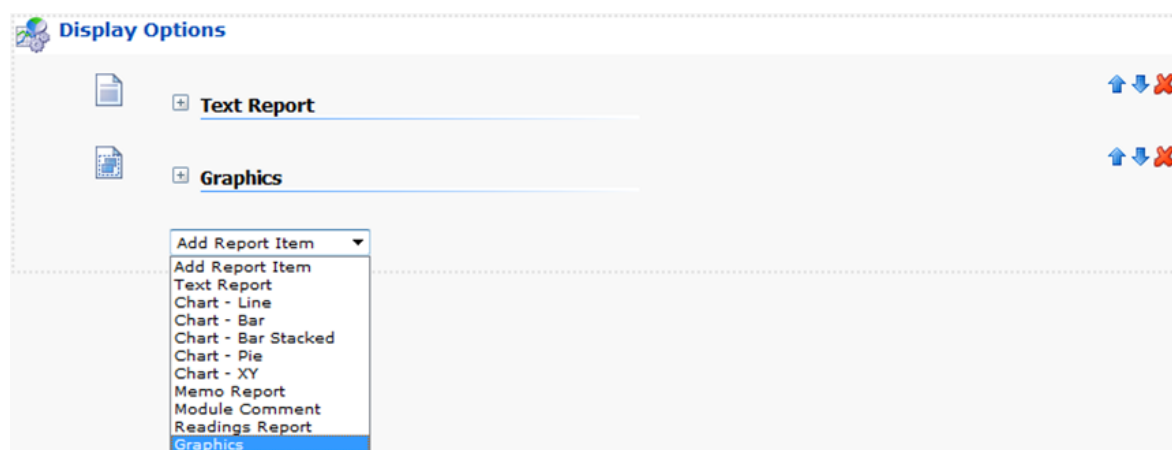 Display Options
Text Report
Graphics
Add Report Item
Add Report Item
Text Report
Chart - Line
Chart - Bar
Chart - Bar Stacked
Chart - Pie
Chart - XY
Memo Report
Module Comment
Readings Report
Graphics